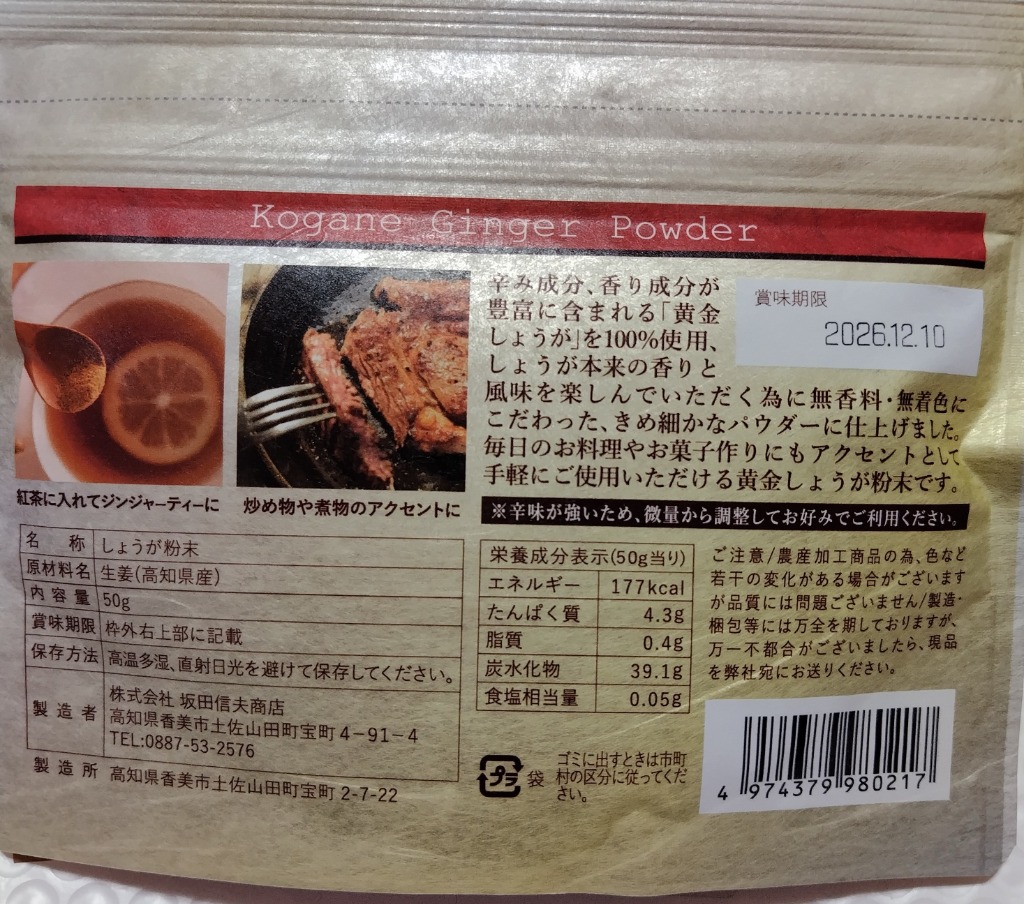 Kogane Ginger Powder
辛み成分、香り成分が
豊富に含まれる「黄金
しょうが」を100%使用、
しょうが本来の香りと
風味を楽しんでいただく為に無香料・無着色に
こだわった、きめ細かなパウダーに仕上げました。
毎日のお料理やお菓子作りにもアクセントとして
手軽にご使用いただける黄金しょうが粉末です。
賞味期限
2026.12.10
紅茶に入れてジンジャーティーに
炒め物や煮物のアクセントに
※辛味が強いため、微量から調整してお好みでご利用ください。
名 称 しょうが粉末
原材料名 生姜(高知県産)
内容量 50g
賞味期限 枠外右上部に記載
保存方法 高温多湿、直射日光を避けて保存してください。
製造者 株式会社 坂田信夫商店
高知県香美市土佐山田町宝町4-91-4
TEL:0887-53-2576
製造所 高知県香美市土佐山田町宝町 2-7-22
栄養成分表示(50g当り)
エネルギー 177kcal
たんぱく質 4.3g
脂質 0.4g
炭水化物 39.1g
食塩相当量 0.05g
ご注意/農産加工商品の為、色など
若干の変化がある場合がございます
が品質には問題ございません/製造・
梱包等には万全を期しておりますが、
万一不都合がございましたら、現品
を弊社宛にお送りください。
プラ 袋
ゴミに出すときは市町
村の区分に従ってくだ
さい。
4 974379 980217